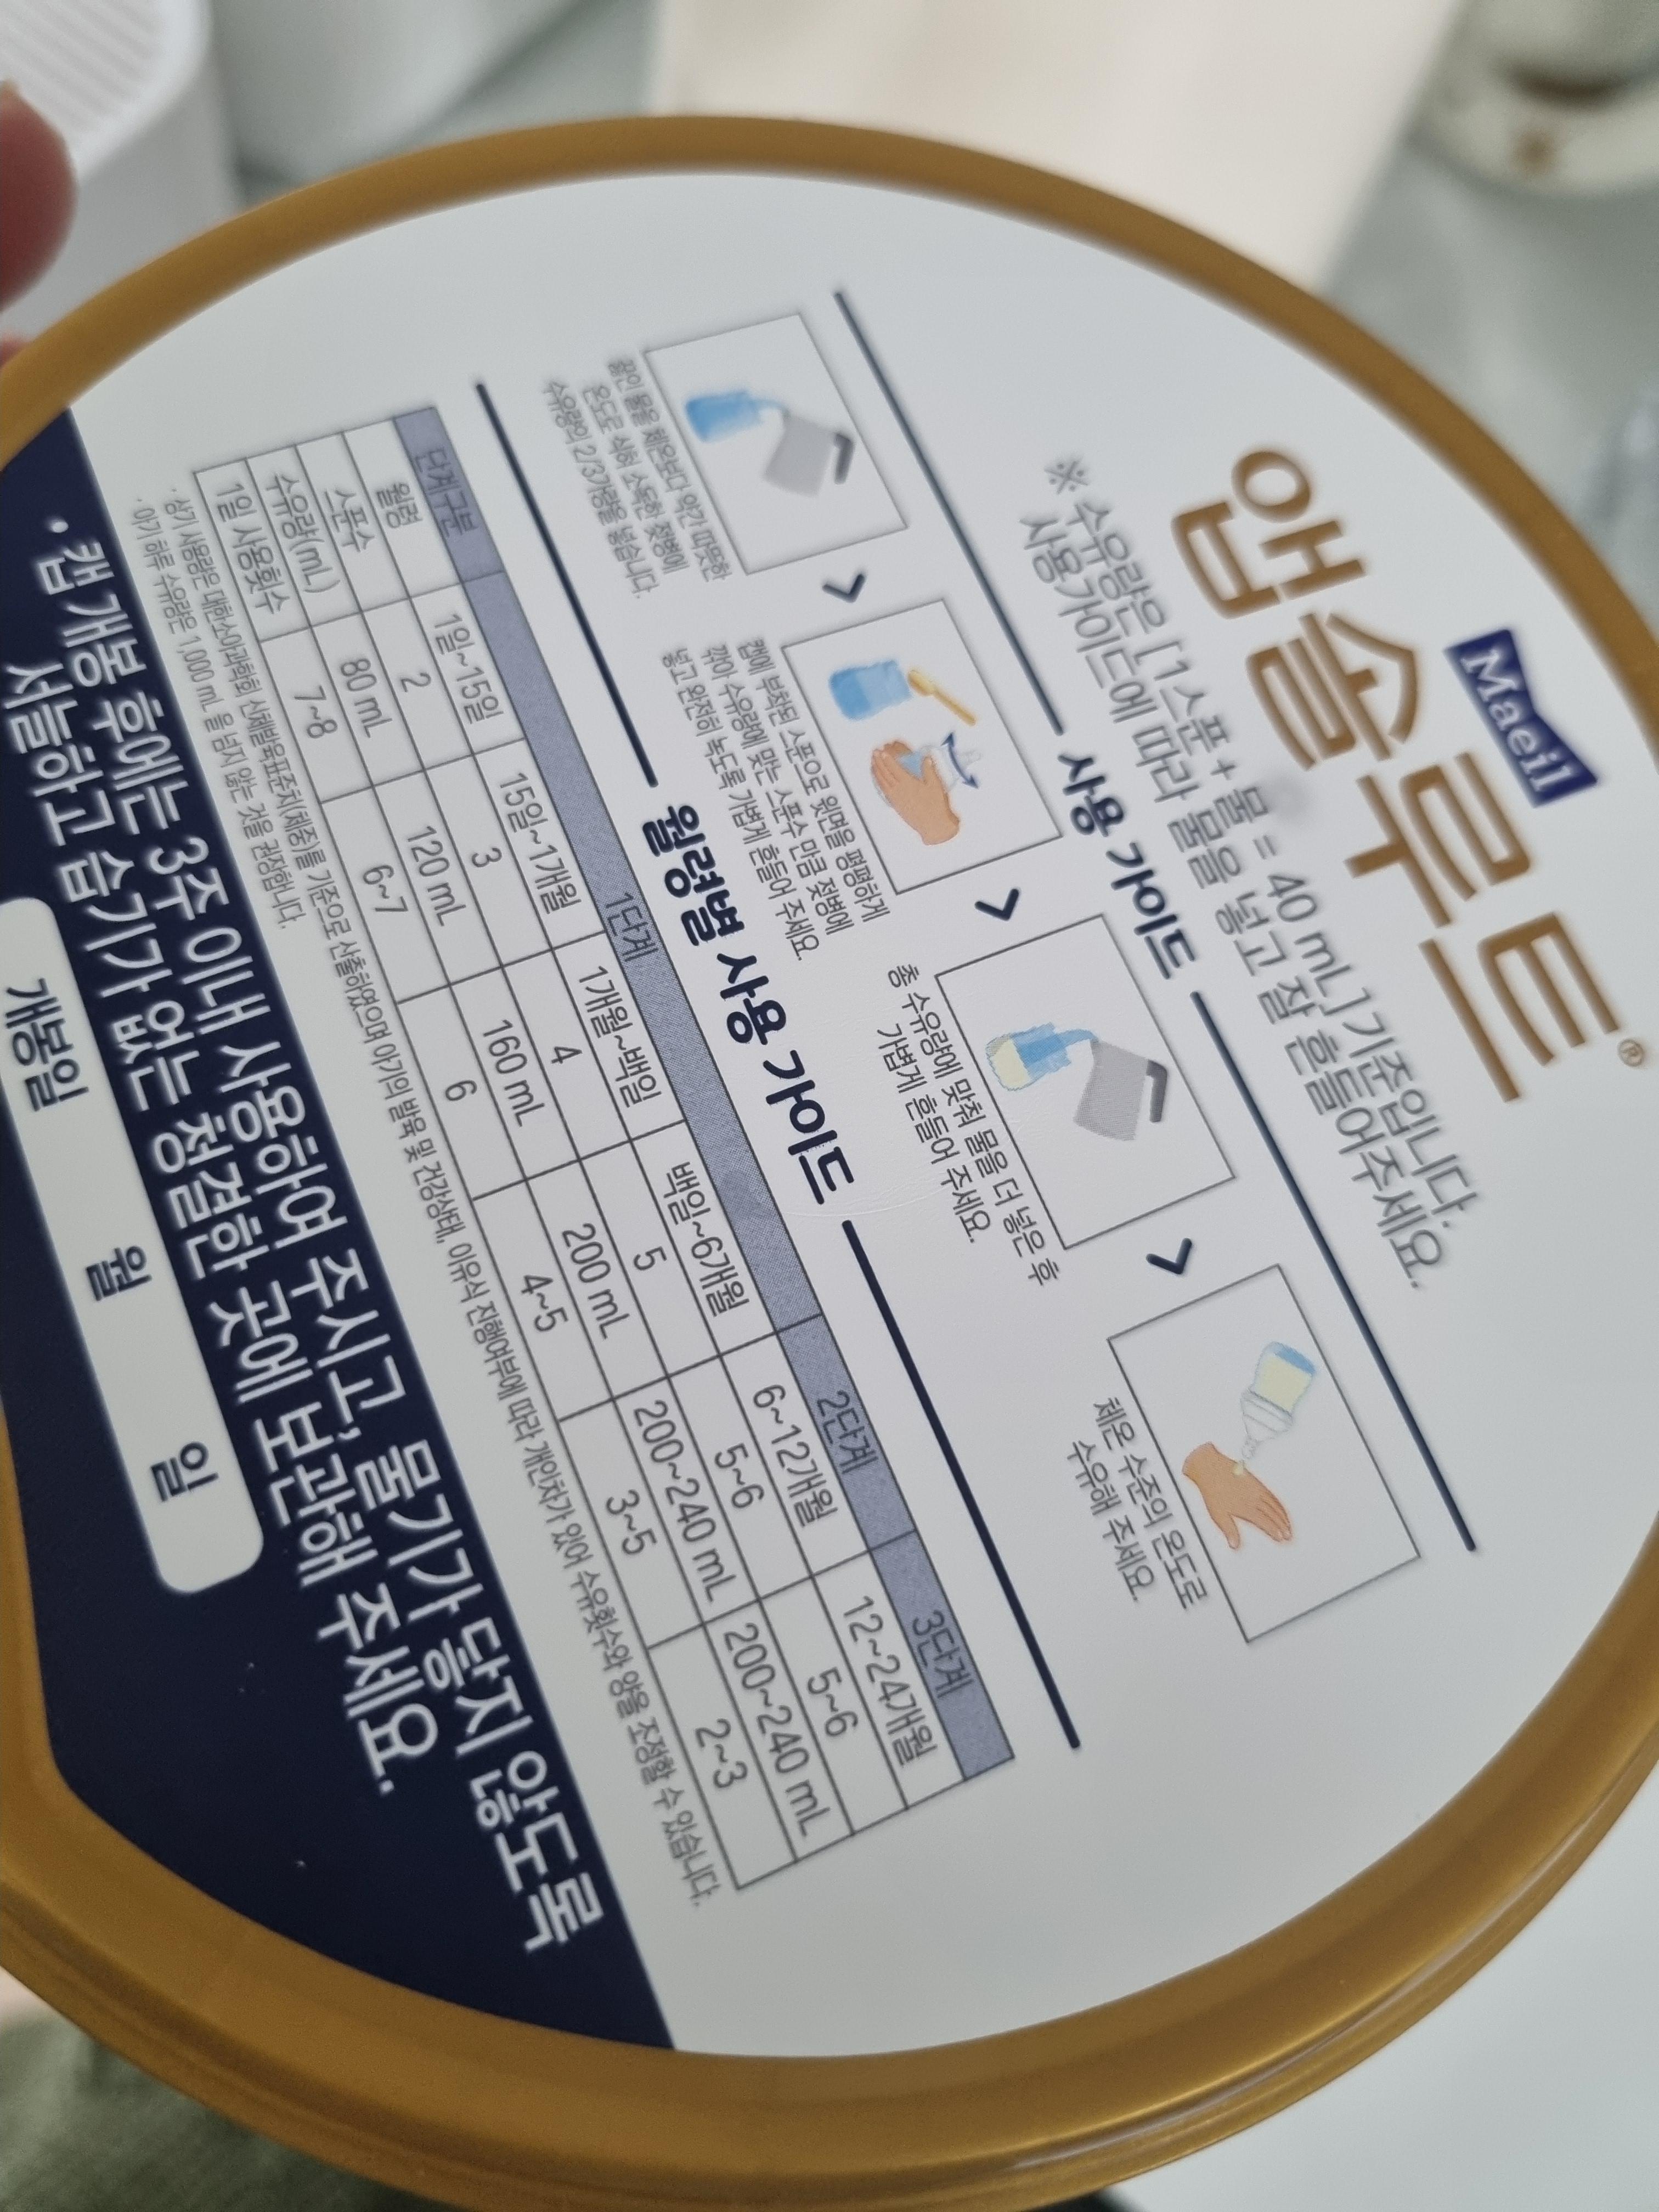 Maeil
앱솔루트®
※ 수유량은 [1스푼 + 물 = 40 mL] 기준입니다.
사용가이드에 따라 물을 넣고 잘 흔들어주세요.
사용 가이드
끓인 물을 체온보다 약간 따뜻한
온도로 식혀 소독한 젖병에
수유량의 2/3가량을 넣습니다.
캡에 부착된 스푼으로 윗면을 평평하게
깎아 수유량에 맞는 스푼수 만큼 젖병에
넣고 완전히 녹도록 가볍게 흔들어 주세요.
총 수유량에 맞춰 물을 더 넣은 후
가볍게 흔들어 주세요.
체온 수준의 온도로
수유해 주세요.
월령별 사용 가이드
단계구분 1단계 2단계 3단계
월령 1일~15일 15일~1개월 1개월~백일 백일~6개월 6~12개월 12~24개월
스푼수 2 3 4 5 5~6 5~6
수유량(mL) 80 mL 120 mL 160 mL 200 mL 200~240 mL 200~240 mL
1일 사용횟수 7~8 6~7 6 4~5 3~5 2~3
· 상기 사용량은 대한소아과학회 신체발육표준치(체중)를 기준으로 산출하였으며 아기의 발육 및 건강상태, 이유식 진행여부에 따라 개인차가 있어 수유횟수와 양을 조정할 수 있습니다.
· 아기 하루 수유량은 1,000 mL 을 넘지 않는 것을 권장합니다.
· 캡 개봉 후에는 3주 이내 사용하여 주시고, 물기가 닿지 않도록
서늘하고 습기가 없는 청결한 곳에 보관해 주세요.
개봉일 월 일